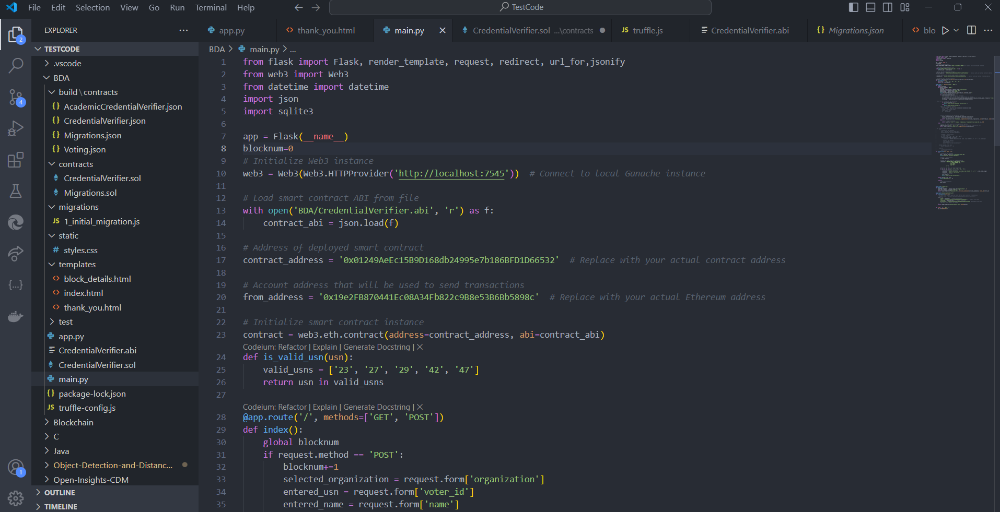 File Edit Selection View Go Run Terminal Help
TestCode
EXPLORER
app.py
thank_you.html
main.py
CredentialVerifier.sol ...\contracts
JS truffle.js
CredentialVerifier.abi
{} Migrations.json
<> blo
BDA > main.py > ...
TESTCODE
.vscode
BDA
build\contracts
{} AcademicCredentialVerifier.json
{} CredentialVerifier.json
{} Migrations.json
{} Voting.json
contracts
CredentialVerifier.sol
Migrations.sol
migrations
JS 1_initial_migration.js
static
# styles.css
templates
<> block_details.html
<> index.html
<> thank_you.html
test
app.py
CredentialVerifier.abi
CredentialVerifier.sol
main.py
{} package-lock.json
JS truffle-config.js
Blockchain
C
Java
Object-Detection-and-Distanc...
Open-Insights-CDM
OUTLINE
TIMELINE
2
4
1
1 from flask import Flask, render_template, request, redirect, url_for,jsonify
2 from web3 import Web3
3 from datetime import datetime
4 import json
5 import sqlite3
6
7 app = Flask(__name__)
8 blocknum=0
9 # Initialize Web3 instance
10 web3 = Web3(Web3.HTTPProvider('http://localhost:7545'))  # Connect to local Ganache instance
11
12 # Load smart contract ABI from file
13 with open('BDA/CredentialVerifier.abi', 'r') as f:
14     contract_abi = json.load(f)
15
16 # Address of deployed smart contract
17 contract_address = '0x01249AeEc15B9D168db24995e7b186BFD1D66532'  # Replace with your actual contract address
18
19 # Account address that will be used to send transactions
20 from_address = '0x19e2FB870441Ec08A34Fb822c9B8e53B6Bb5898c'  # Replace with your actual Ethereum address
21
22 # Initialize smart contract instance
23 contract = web3.eth.contract(address=contract_address, abi=contract_abi)
Codeium: Refactor | Explain | Generate Docstring | X
24 def is_valid_usn(usn):
25     valid_usns = ['23', '27', '29', '42', '47']
26     return usn in valid_usns
27
Codeium: Refactor | Explain | Generate Docstring | X
28 @app.route('/', methods=['GET', 'POST'])
29 def index():
30     global blocknum
31     if request.method == 'POST':
32         blocknum+=1
33         selected_organization = request.form['organization']
34         entered_usn = request.form['voter_id']
35         entered_name = request.form['name']